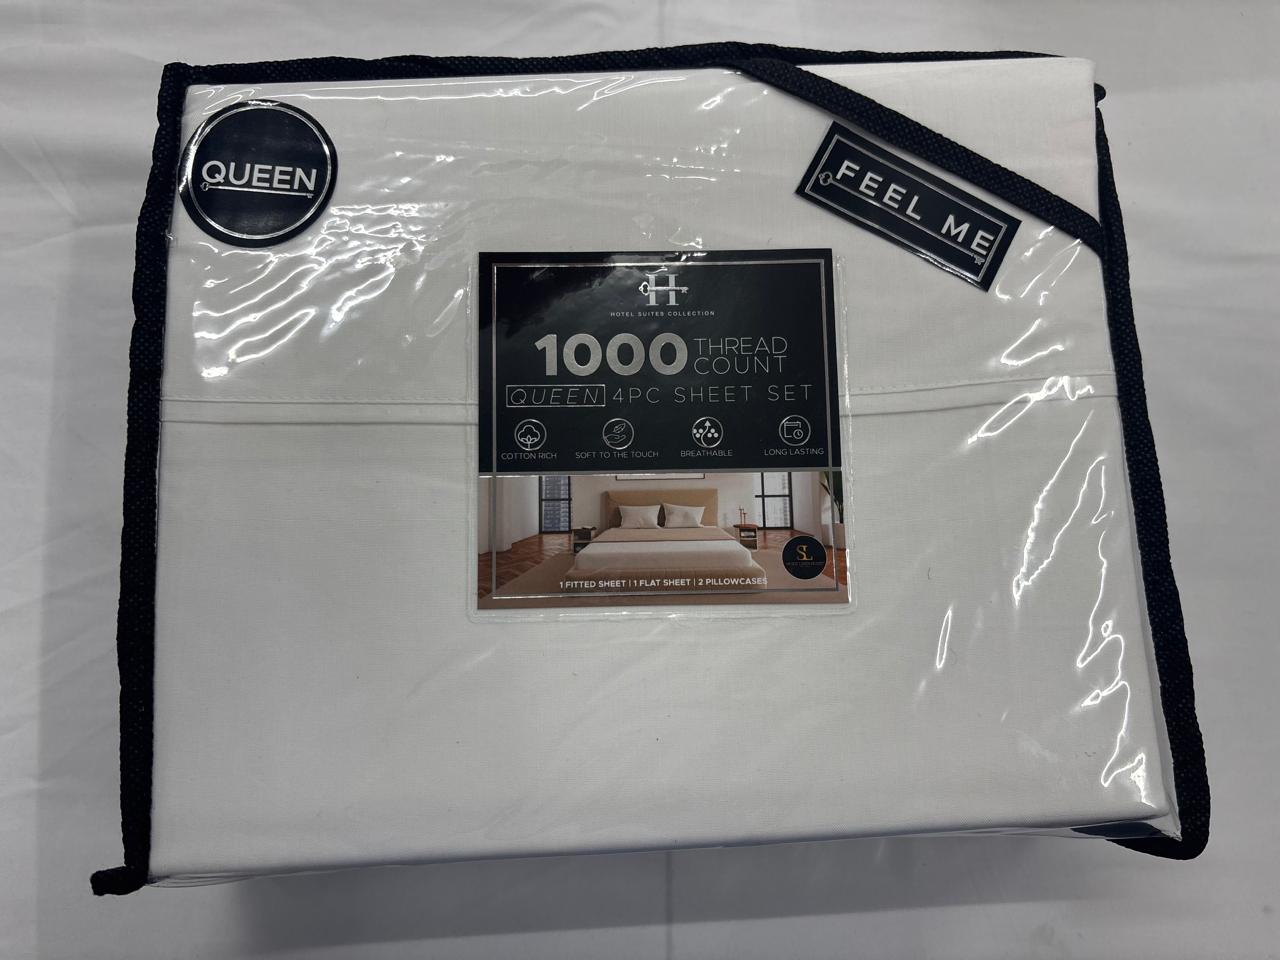 QUEEN
FEEL ME
H
HOTEL SUITES COLLECTION
1000 THREAD COUNT
QUEEN 4PC SHEET SET
COTTON RICH
SOFT TO THE TOUCH
BREATHABLE
LONG LASTING
SL
1 FITTED SHEET | 1 FLAT SHEET | 2 PILLOWCASES